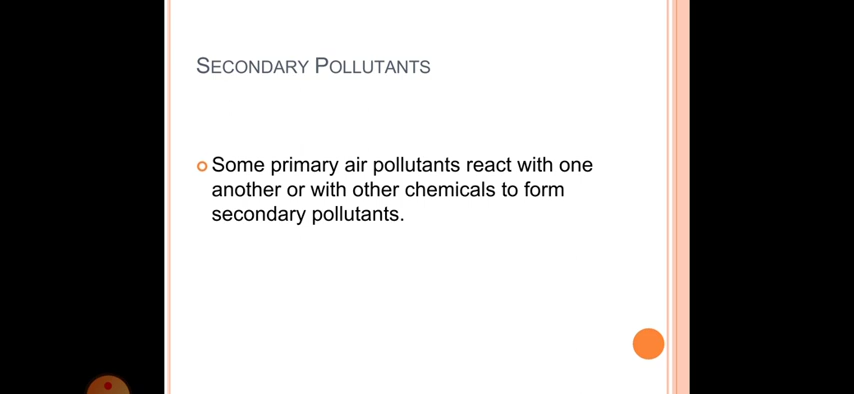 SECONDARY POLLUTANTS
Some primary air pollutants react with one
another or with other chemicals to form
secondary pollutants.